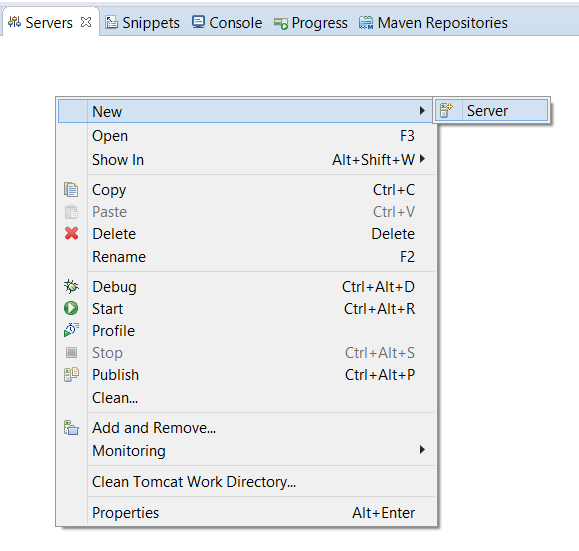 Servers Snippets Console Progress Maven Repositories
New Server
Open F3
Show In Alt+Shift+W
Copy Ctrl+C
Paste Ctrl+V
Delete Delete
Rename F2
Debug Ctrl+Alt+D
Start Ctrl+Alt+R
Profile
Stop Ctrl+Alt+S
Publish Ctrl+Alt+P
Clean...
Add and Remove...
Monitoring
Clean Tomcat Work Directory...
Properties Alt+Enter